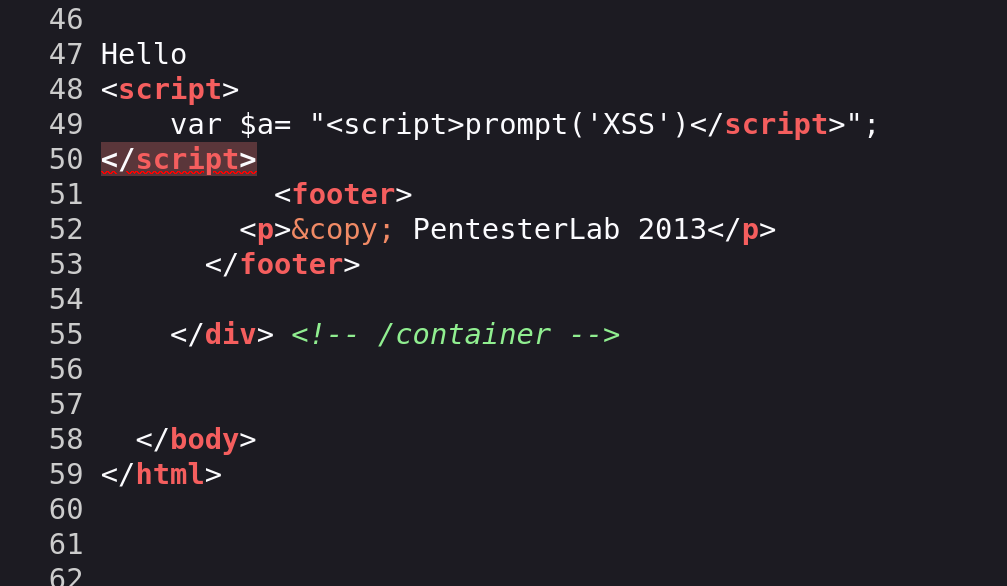 46
47 Hello
48 <script>
49     var $a= "<script>prompt('XSS')</script>";
50 </script>
51           <footer>
52         <p>&copy; PentesterLab 2013</p>
53       </footer>
54
55     </div> <!-- /container -->
56
57
58   </body>
59 </html>
60
61
62